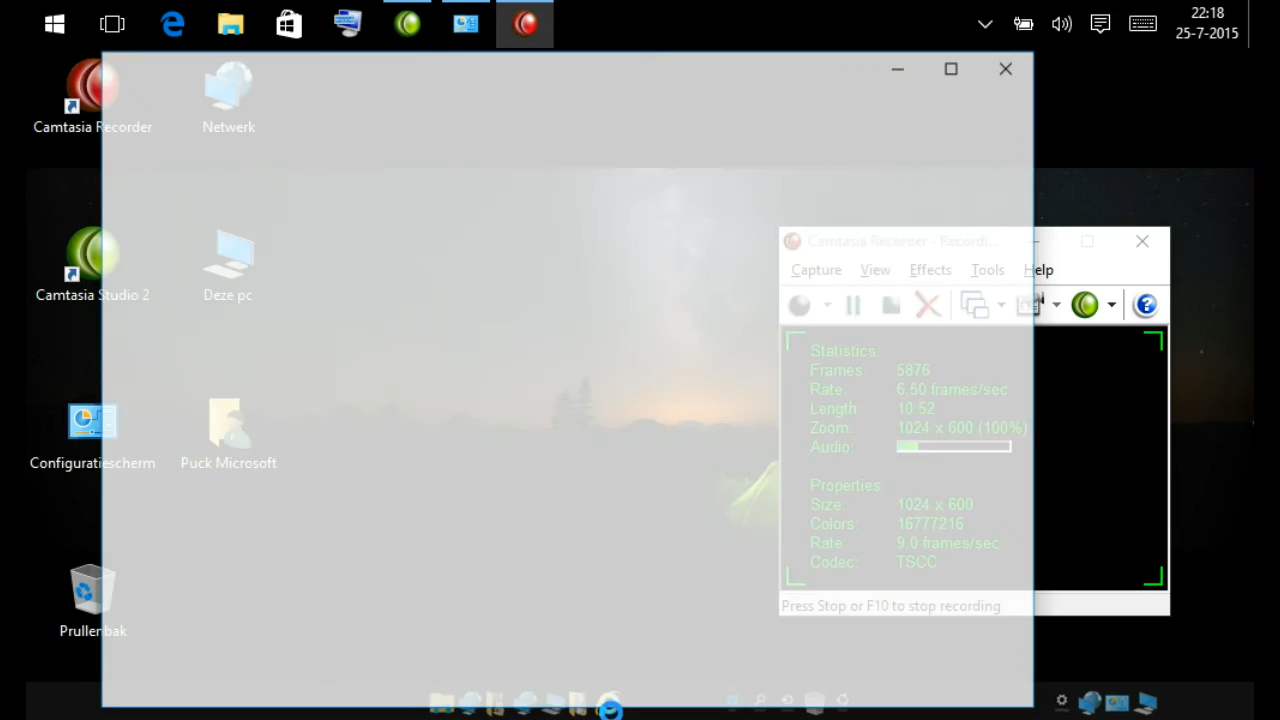 22:18
25-7-2015
Camtasia Recorder
Netwerk
Camtasia Recorder - Recordi...
Capture View Effects Tools Help
Camtasia Studio 2
Deze pc
Statistics
Frames: 5876
Rate: 6,50 frames/sec
Length: 10:52
Zoom: 1024 x 600 (100%)
Audio:
Configuratiescherm
Puck Microsoft
Properties
Size: 1024 x 600
Colors: 16777216
Rate 9.0 frames/sec
Codec: TSCC
Press Stop or F10 to stop recording
Prullenbak